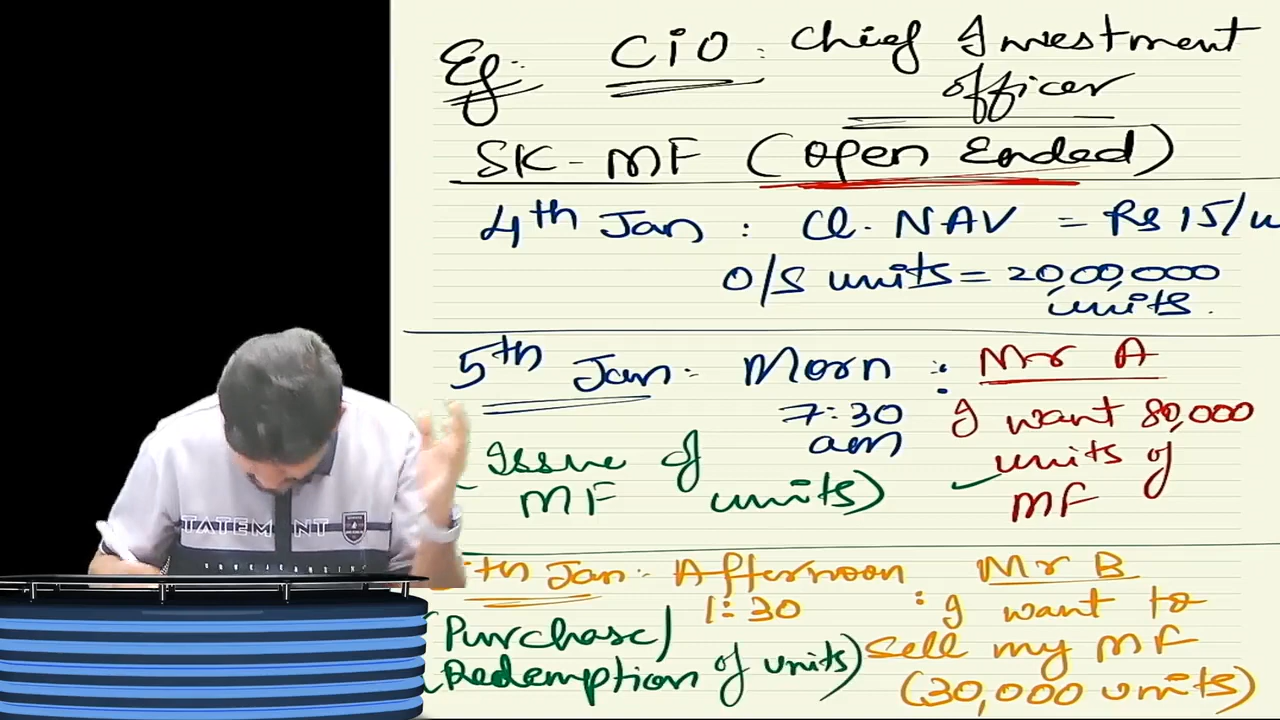 Eg:- CiO : Chief Investment
officer
SK-MF (open Ended)
4th Jan : Cl. NAV = Rs 15/u
O/S units = 20,00,000
units.
5th Jan : Morn : Mr A
7:30
am
I want 80,000
units of
MF
(Issue of
MF units)
th Jan : Afternoon Mr B
1:30 : I want to
sell my MF
(30,000 units)
(Purchase/
Redemption of units)
TATEMENT